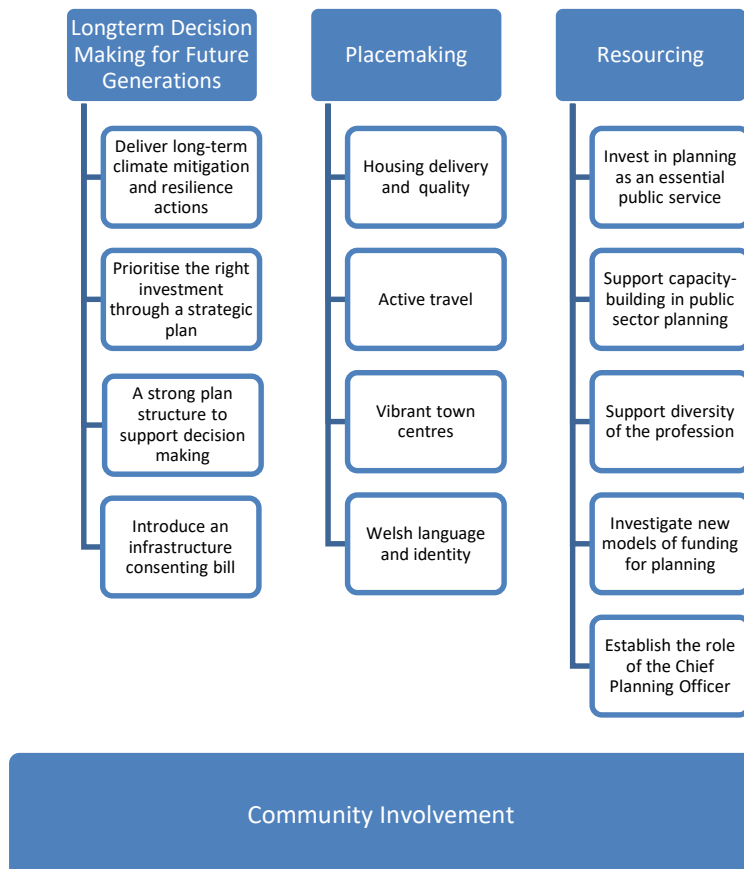 Longterm Decision
Making for Future
Generations
Deliver long-term
climate mitigation
and resilience
actions
Prioritise the right
investment
through a strategic
plan
A strong plan
structure to
support decision
making
Introduce an
infrastructure
consenting bill
Placemaking
Housing delivery
and quality
Active travel
Vibrant town
centres
Welsh language
and identity
Resourcing
Invest in planning
as an essential
public service
Support capacity-
building in public
sector planning
Support diversity
of the profession
Investigate new
models of funding
for planning
Establish the role
of the Chief
Planning Officer
Community Involvement